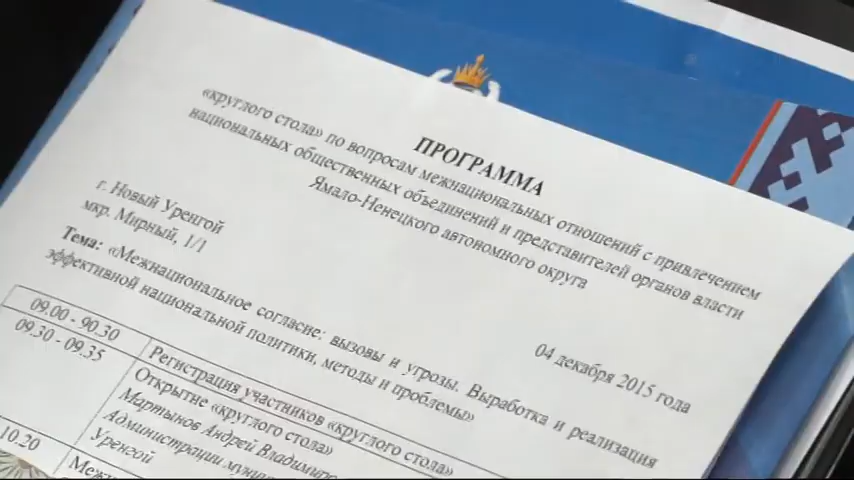 ПРОГРАММА
«круглого стола» по вопросам межнациональных отношений с привлечением
национальных общественных объединений и представителей органов власти
Ямало-Ненецкого автономного округа
г. Новый Уренгой
мкр. Мирный, 1/1
04 декабря 2015 года
Тема: «Межнациональное согласие: вызовы и угрозы. Выработка и реализация
эффективной национальной политики, методы и проблемы»
09.00 - 90.30
Регистрация участников «круглого стола»
09.30 - 09.35
Открытие «круглого стола»
Мартынов Андрей
Администрации
Уренгой
10.20